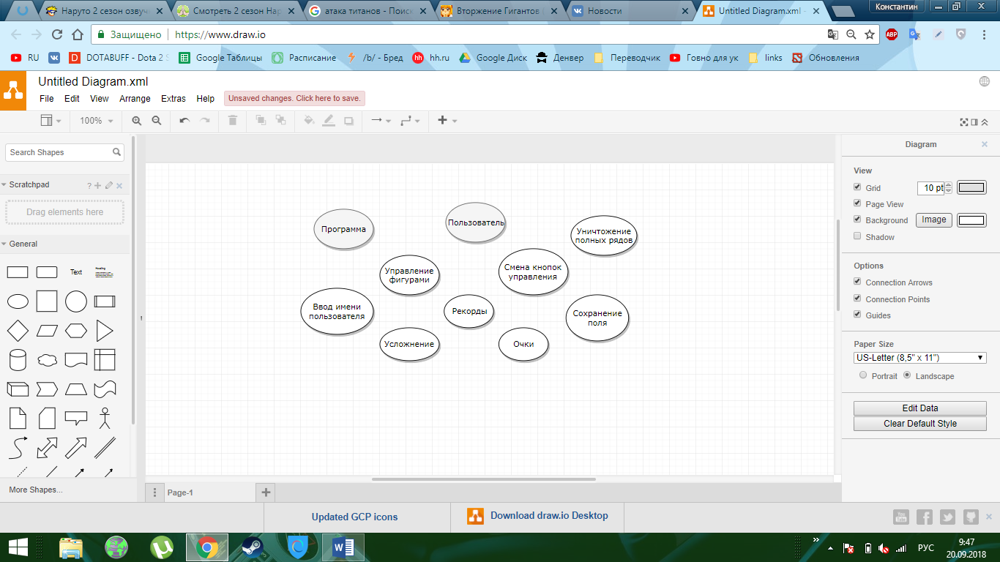 Наруто 2 сезон озвуч
Смотреть 2 сезон Нар
атака титанов - Поис
Вторжение Гигантов
Новости
Untitled Diagram.xml -
Константин
Защищено
https://www.draw.io
ABP
RU
DOTABUFF - Dota 2 S
Google Таблицы
Расписание
/b/ - Бред
hh
hh.ru
Google Диск
Денвер
Переводчик
Говно для ук
links
Обновления
Untitled Diagram.xml
File Edit View Arrange Extras Help
Unsaved changes. Click here to save.
100%
Search Shapes
Scratchpad
?
Drag elements here
General
Text
Heading
More Shapes...
Программа
Пользователь
Уничтожение
полных рядов
Управление
фигурами
Смена кнопок
управления
Ввод имени
пользователя
Рекорды
Сохранение
поля
Усложнение
Очки
Page-1
Diagram
View
Grid
10 pt
Page View
Background
Image
Shadow
Options
Connection Arrows
Connection Points
Guides
Paper Size
US-Letter (8,5" x 11")
Portrait
Landscape
Edit Data
Clear Default Style
Updated GCP icons
Download draw.io Desktop
You
Tube
РУС
9:47
20.09.2018